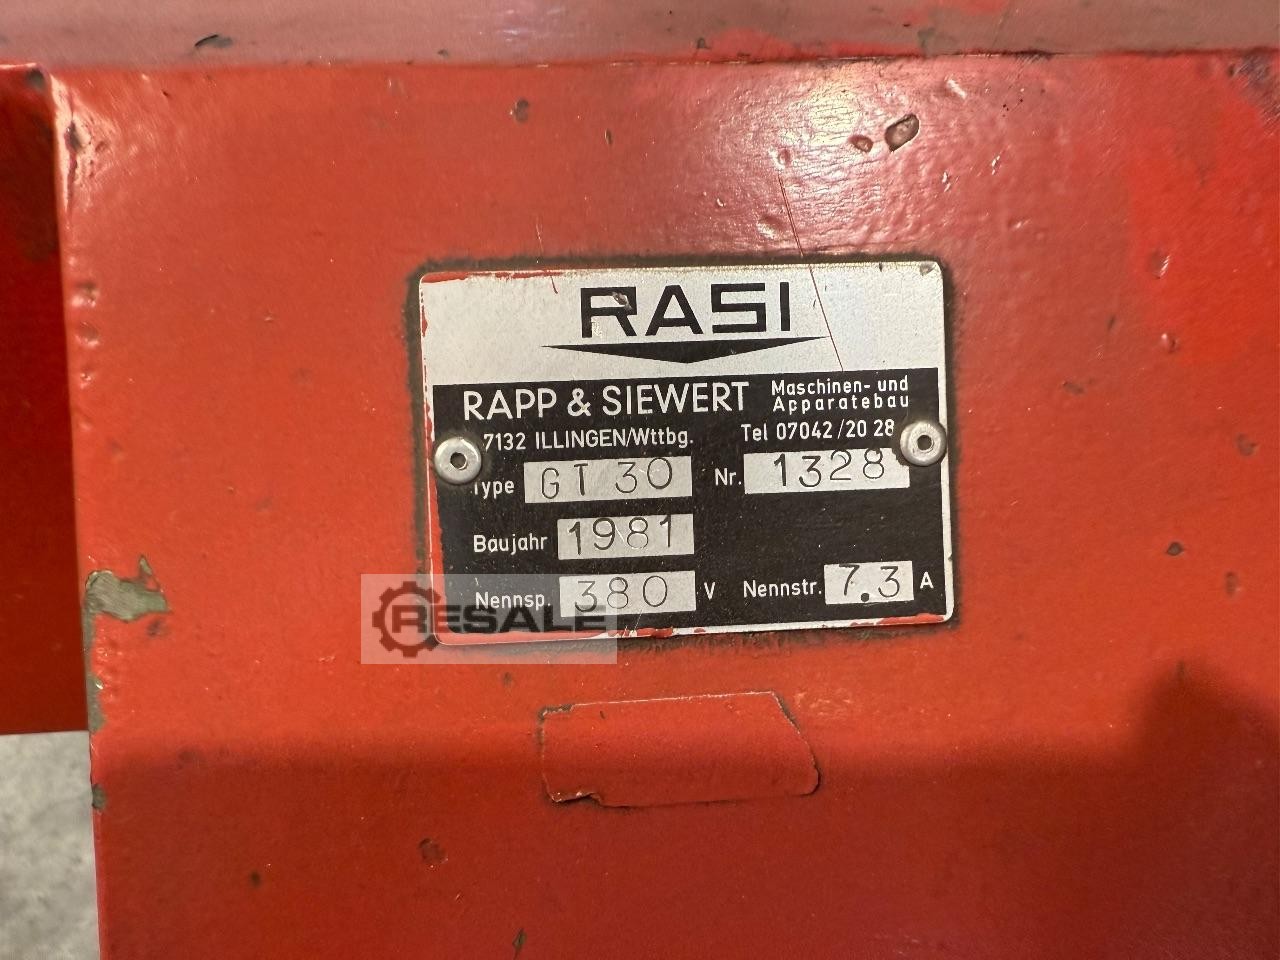 RASI
RAPP & SIEWERT Maschinen- und Apparatebau
7132 ILLINGEN/Wttbg. Tel 07042/20 28
Type GT 30 Nr. 1328
Baujahr 1981
Nennsp. 380 V Nennstr. 7.3 A
RESALE